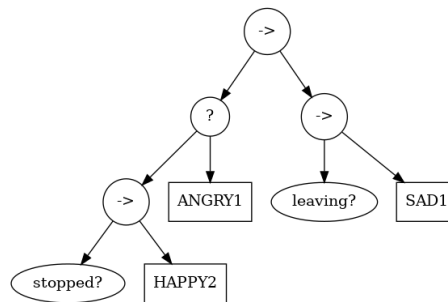 ->
?
->
->
ANGRY1
leaving?
SAD1
stopped?
HAPPY2